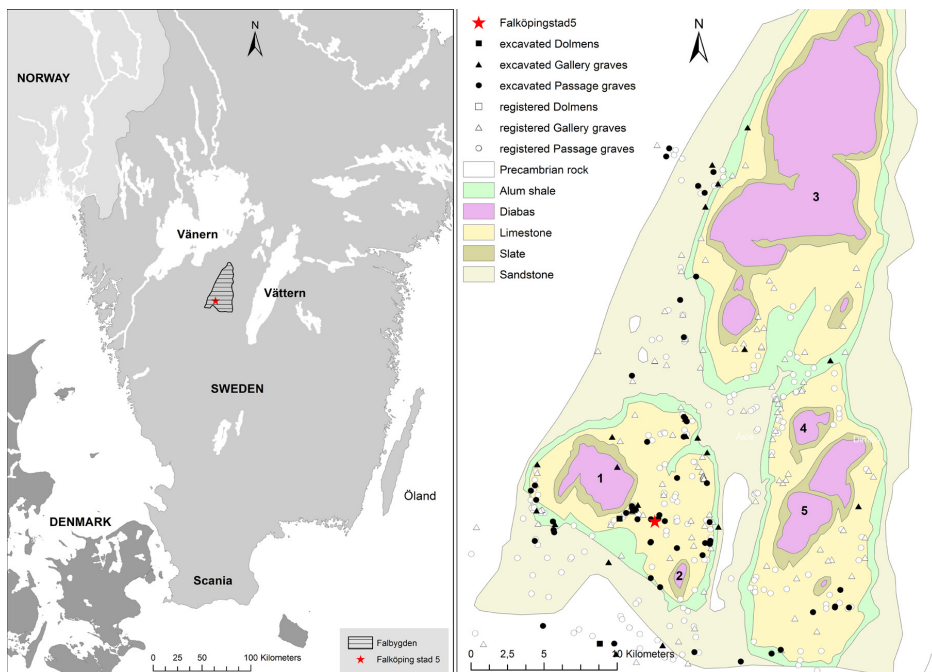 N
NORWAY
Vänern
Vättern
SWEDEN
Öland
DENMARK
Scania
0 25 50 100 Kilometers
Falbygden
Falköping stad 5
Falköpingstad5
excavated Dolmens
excavated Gallery graves
excavated Passage graves
registered Dolmens
registered Gallery graves
registered Passage graves
Precambrian rock
Alum shale
Diabas
Limestone
Slate
Sandstone
N
3
4
1
5
2
0 2,5 5 10 Kilometers